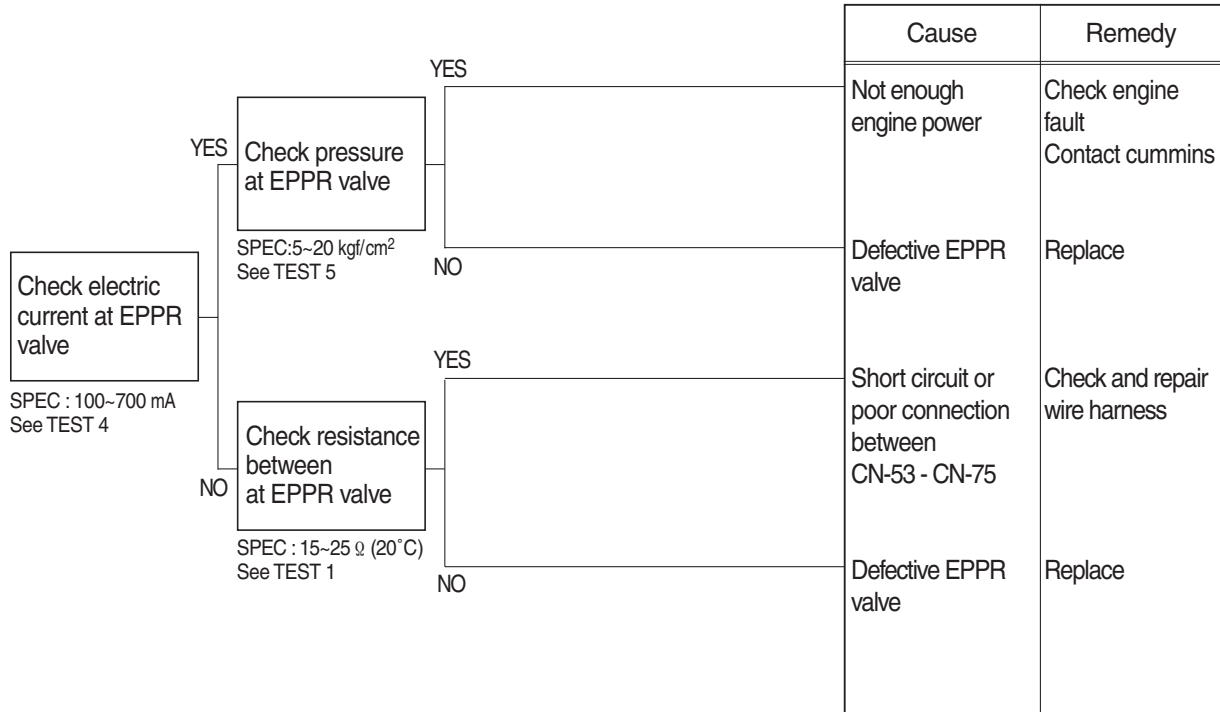 Cause
Remedy
YES
Not enough
engine power
Check engine
fault
Contact cummins
YES
Check pressure
at EPPR valve
SPEC:5~20 kgf/cm²
See TEST 5
NO
Defective EPPR
valve
Replace
Check electric
current at EPPR
valve
SPEC : 100~700 mA
See TEST 4
YES
Short circuit or
poor connection
between
CN-53 - CN-75
Check and repair
wire harness
NO
Check resistance
between
at EPPR valve
SPEC : 15~25 Ω (20˚C)
See TEST 1
NO
Defective EPPR
valve
Replace